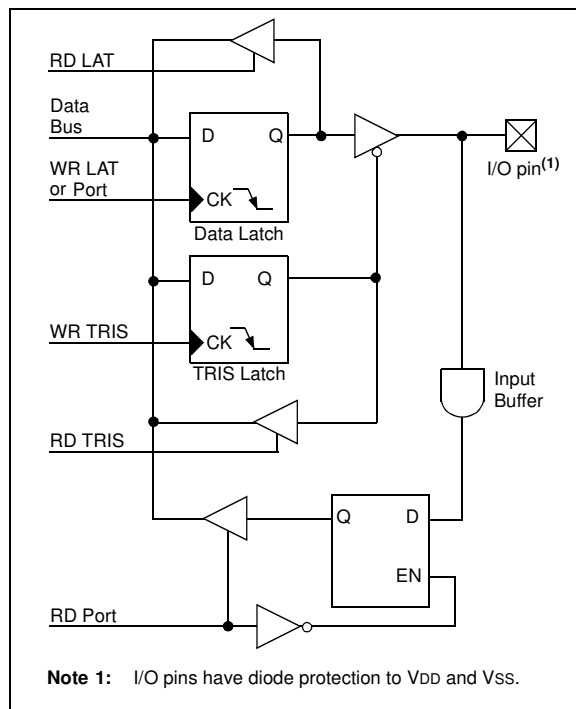 RD LAT
Data
Bus
D Q
WR LAT
or Port
CK
Data Latch
I/O pin(1)
D Q
WR TRIS
CK
TRIS Latch
Input
Buffer
RD TRIS
Q D
EN
RD Port
Note 1: I/O pins have diode protection to VDD and VSS.